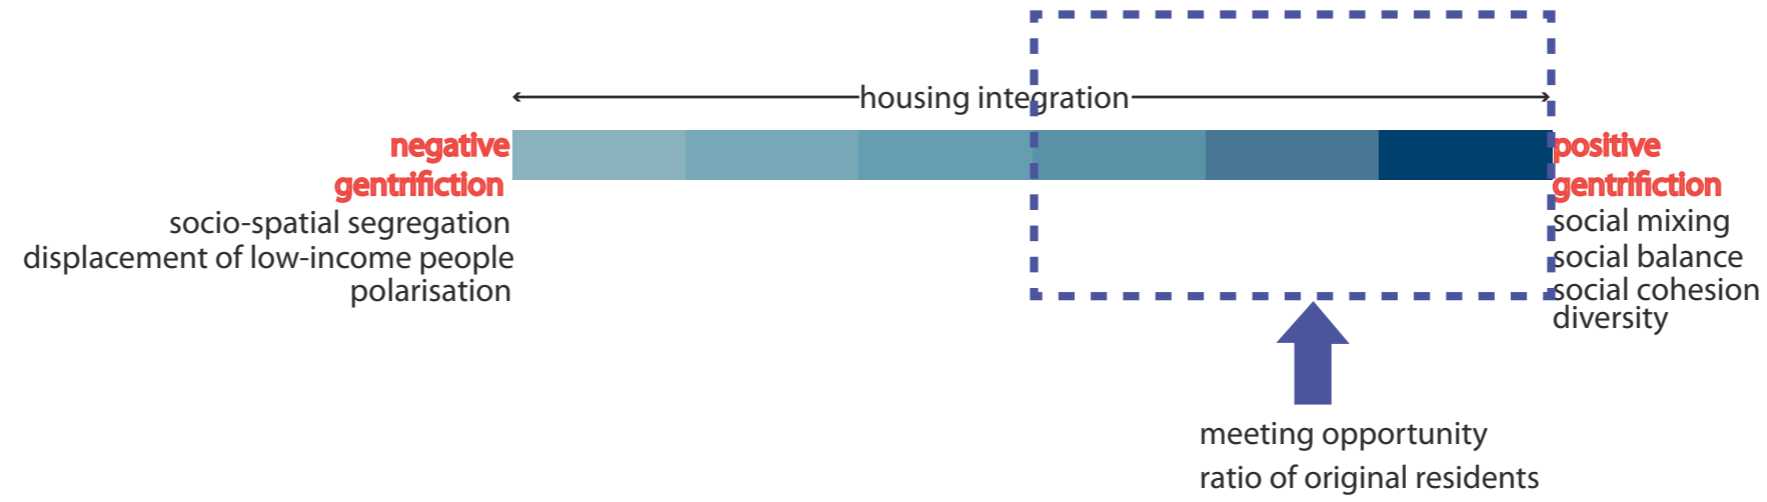 housing integration
negative
gentrifiction
socio-spatial segregation
displacement of low-income people
polarisation
positive
gentrifiction
social mixing
social balance
social cohesion
diversity
meeting opportunity
ratio of original residents